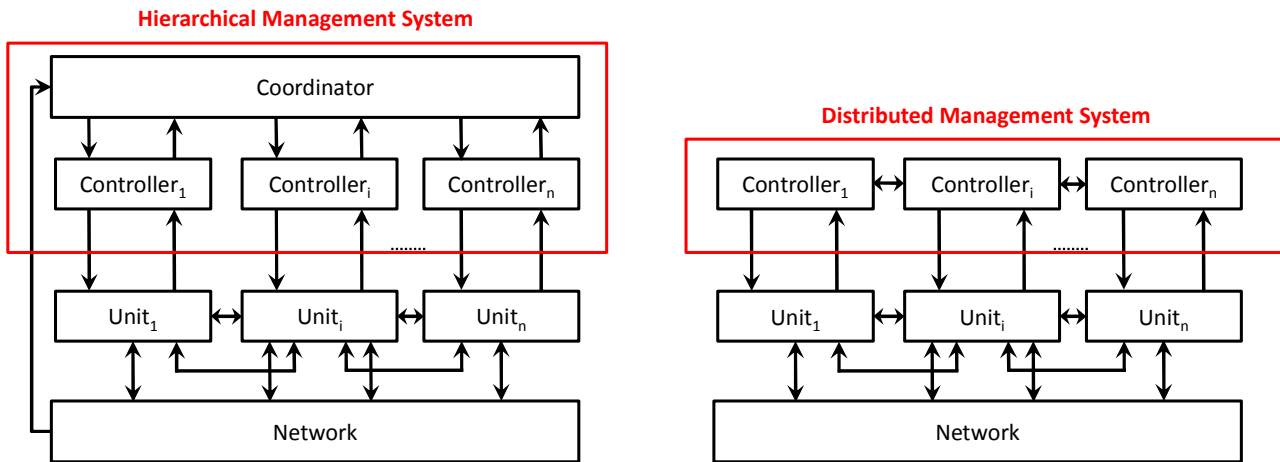 Hierarchical Management System
Coordinator
Controller₁ Controllerᵢ Controllerₙ
........
Unit₁ Unitᵢ Unitₙ
Network
Distributed Management System
Controller₁ Controllerᵢ Controllerₙ
........
Unit₁ Unitᵢ Unitₙ
Network